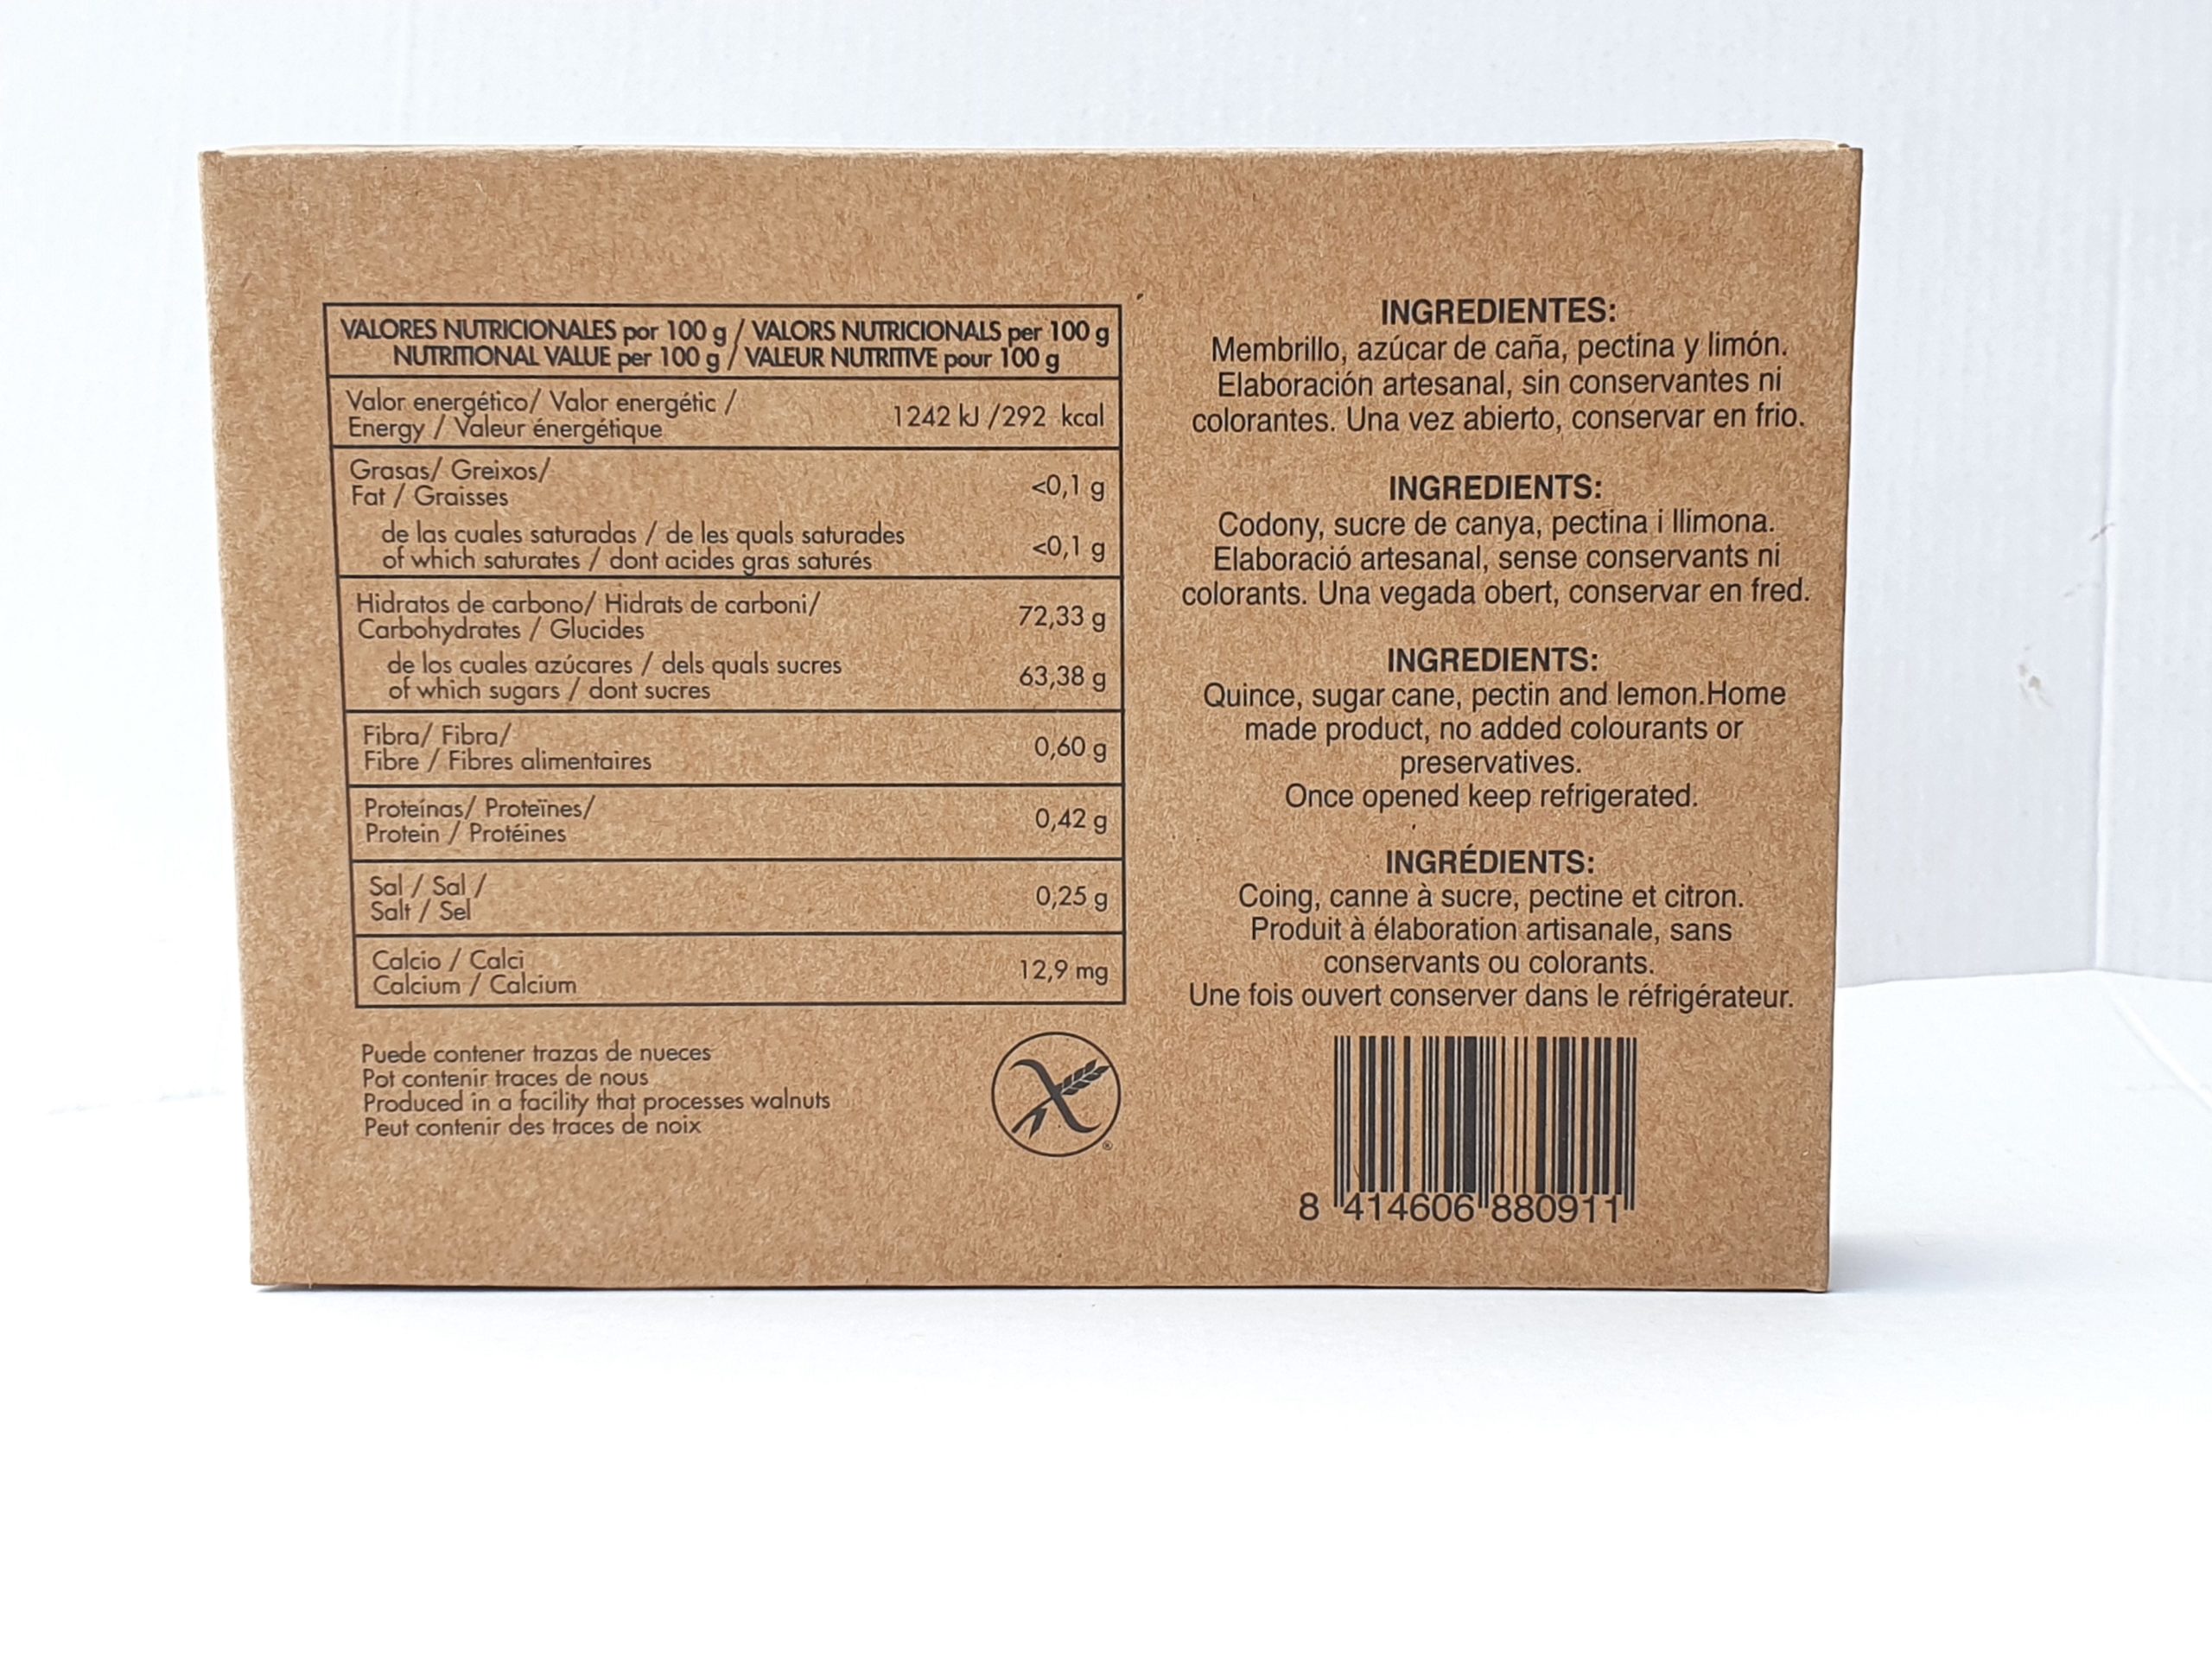 VALORES NUTRICIONALES por 100 g / VALORS NUTRICIONALS per 100 g
NUTRITIONAL VALUE per 100 g / VALEUR NUTRITIVE pour 100 g
Valor energético/ Valor energétic /
Energy / Valeur énergétique
1242 kJ /292 kcal
Grasas/ Greixos/
Fat / Graisses
<0,1 g
de las cuales saturadas / de les quals saturades
of which saturates / dont acides gras saturés
<0,1 g
Hidratos de carbono/ Hidrats de carboni/
Carbohydrates / Glucides
72,33 g
de los cuales azúcares / dels quals sucres
of which sugars / dont sucres
63,38 g
Fibra/ Fibra/
Fibre / Fibres alimentaires
0,60 g
Proteínas/ Proteïnes/
Protein / Protéines
0,42 g
Sal / Sal /
Salt / Sel
0,25 g
Calcio / Calci
Calcium / Calcium
12,9 mg
Puede contener trazas de nueces
Pot contenir traces de nous
Produced in a facility that processes walnuts
Peut contenir des traces de noix
®
INGREDIENTES:
Membrillo, azúcar de caña, pectina y limón.
Elaboración artesanal, sin conservantes ni
colorantes. Una vez abierto, conservar en frio.
INGREDIENTS:
Codony, sucre de canya, pectina i llimona.
Elaboració artesanal, sense conservants ni
colorants. Una vegada obert, conservar en fred.
INGREDIENTS:
Quince, sugar cane, pectin and lemon.Home
made product, no added colourants or
preservatives.
Once opened keep refrigerated.
INGRÉDIENTS:
Coing, canne à sucre, pectine et citron.
Produit à élaboration artisanale, sans
conservants ou colorants.
Une fois ouvert conserver dans le réfrigérateur.
8 414606 880911